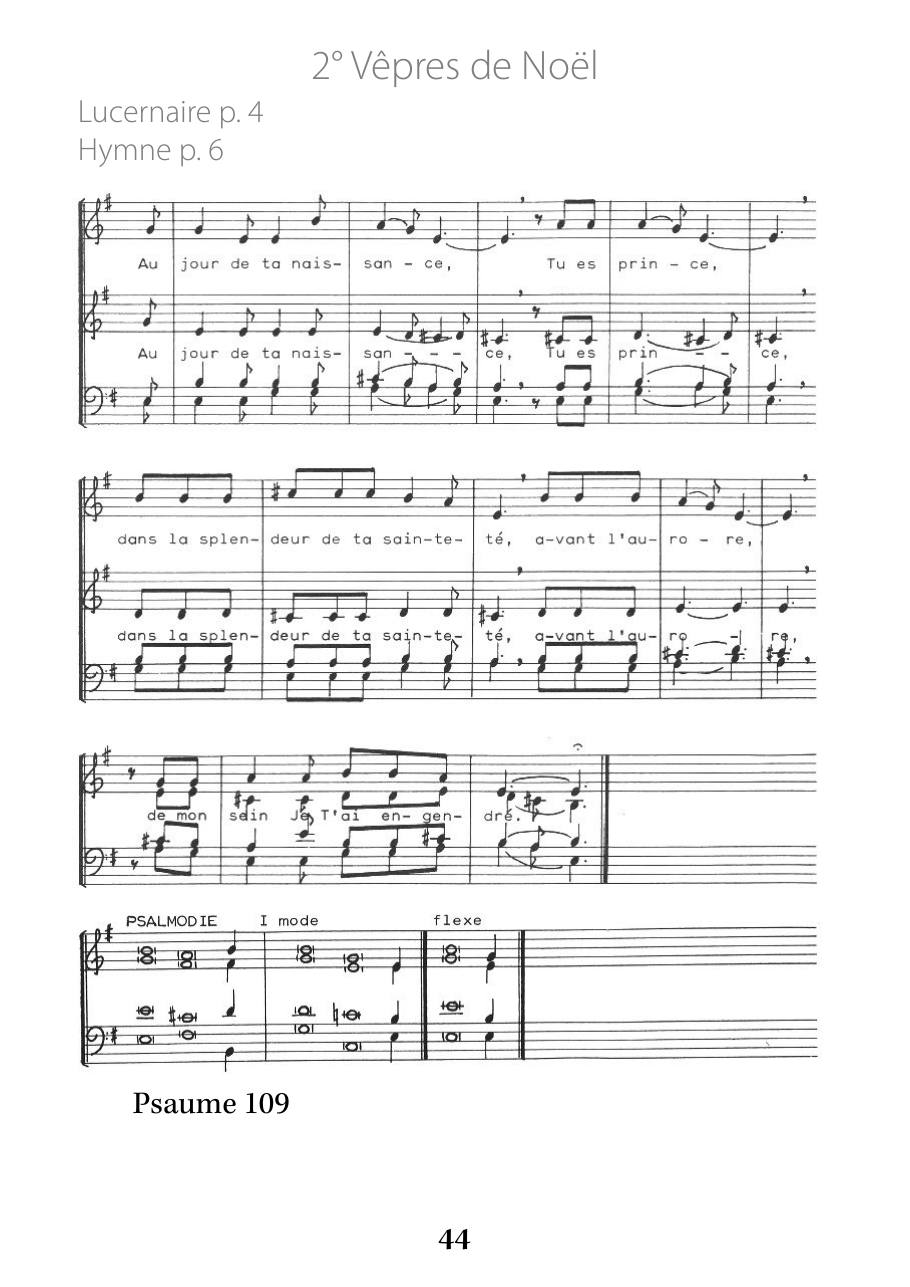 2° Vêpres de Noël
Lucernaire p. 4
Hymne p. 6
Au jour de ta nais- san - ce, Tu es prin - ce,
Au jour de ta nais- san - - - ce, Tu es prin - - ce,
dans la splen- deur de ta sain-te- té, a-vant l'au- ro - re,
dans la splen- deur de ta sain-te- té, a-vant l'au- ro - re,
de mon sein Je T'ai en- gen- dré.
PSALMODIE I mode flexe
Psaume 109
44